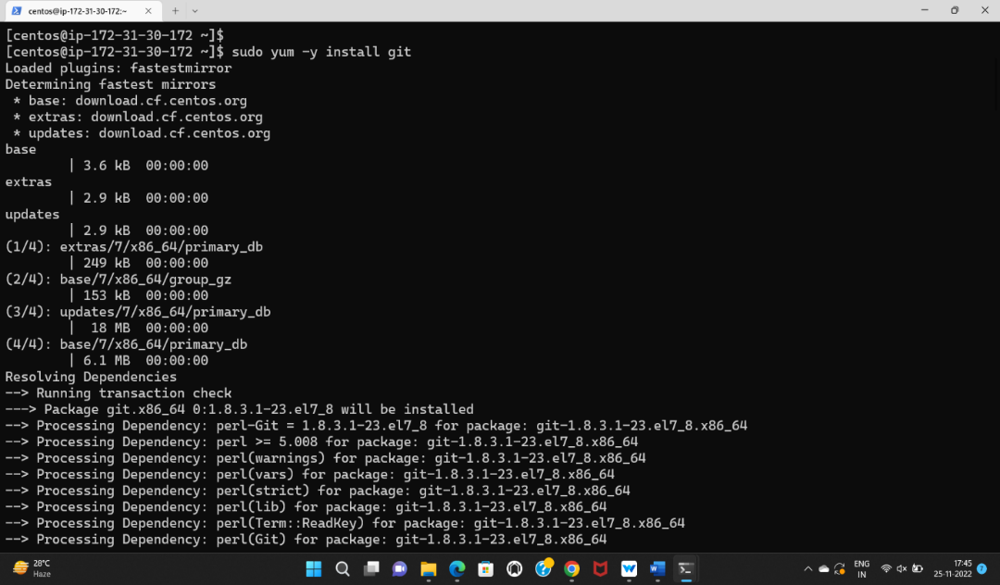 centos@ip-172-31-30-172:~
[centos@ip-172-31-30-172 ~]$
[centos@ip-172-31-30-172 ~]$ sudo yum -y install git
Loaded plugins: fastestmirror
Determining fastest mirrors
 * base: download.cf.centos.org
 * extras: download.cf.centos.org
 * updates: download.cf.centos.org
base
| 3.6 kB  00:00:00
extras
| 2.9 kB  00:00:00
updates
| 2.9 kB  00:00:00
(1/4): extras/7/x86_64/primary_db
| 249 kB  00:00:00
(2/4): base/7/x86_64/group_gz
| 153 kB  00:00:00
(3/4): updates/7/x86_64/primary_db
|  18 MB  00:00:00
(4/4): base/7/x86_64/primary_db
| 6.1 MB  00:00:00
Resolving Dependencies
--> Running transaction check
---> Package git.x86_64 0:1.8.3.1-23.el7_8 will be installed
--> Processing Dependency: perl-Git = 1.8.3.1-23.el7_8 for package: git-1.8.3.1-23.el7_8.x86_64
--> Processing Dependency: perl >= 5.008 for package: git-1.8.3.1-23.el7_8.x86_64
--> Processing Dependency: perl(warnings) for package: git-1.8.3.1-23.el7_8.x86_64
--> Processing Dependency: perl(vars) for package: git-1.8.3.1-23.el7_8.x86_64
--> Processing Dependency: perl(strict) for package: git-1.8.3.1-23.el7_8.x86_64
--> Processing Dependency: perl(lib) for package: git-1.8.3.1-23.el7_8.x86_64
--> Processing Dependency: perl(Term::ReadKey) for package: git-1.8.3.1-23.el7_8.x86_64
--> Processing Dependency: perl(Git) for package: git-1.8.3.1-23.el7_8.x86_64
28°C
Haze
ENG
IN
17:45
25-11-2022
7